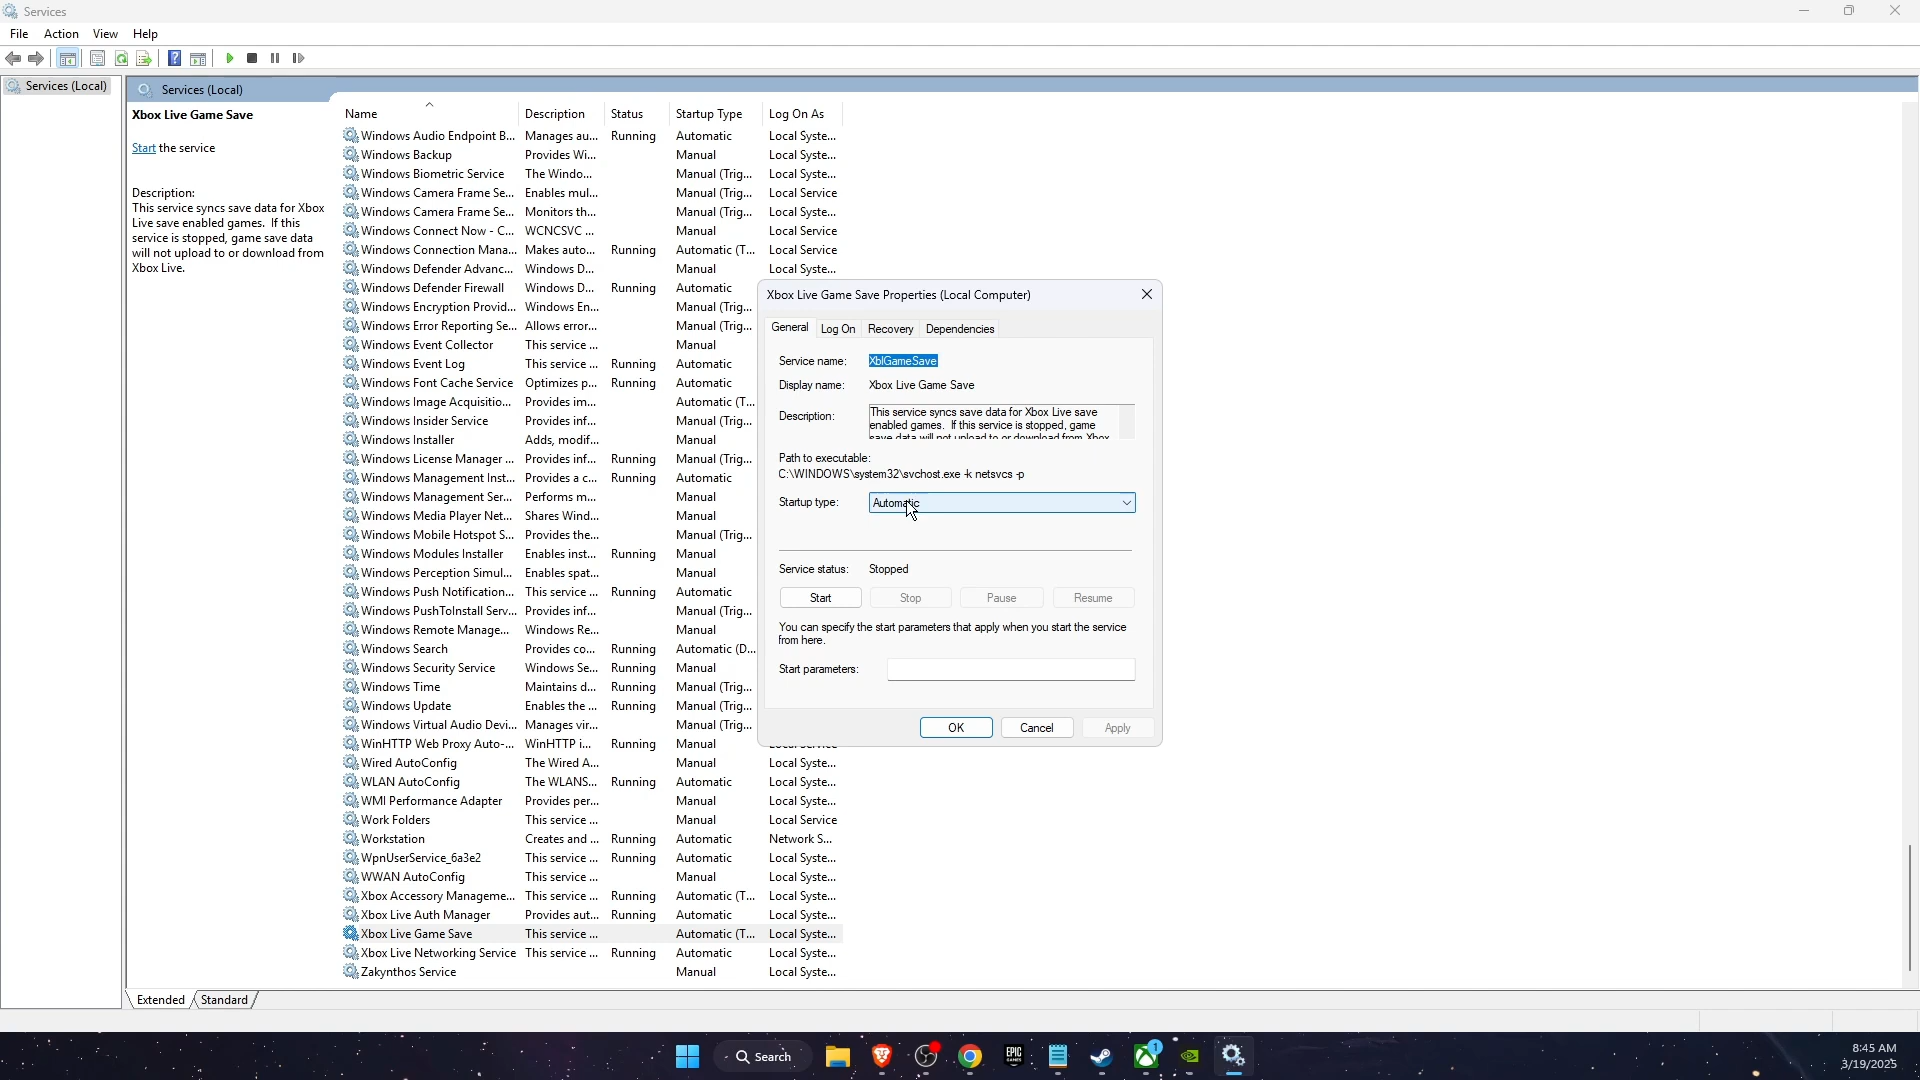 Services
File Action View Help
Services (Local)
Services (Local)
Xbox Live Game Save
Start the service
Description:
This service syncs save data for Xbox
Live save enabled games. If this
service is stopped, game save data
will not upload to or download from
Xbox Live.
Name Description Status Startup Type Log On As
Windows Audio Endpoint B... Manages au... Running Automatic Local Syste...
Windows Backup Provides Wi... Manual Local Syste...
Windows Biometric Service The Windo... Manual (Trig... Local Syste...
Windows Camera Frame Se... Enables mul... Manual (Trig... Local Service
Windows Camera Frame Se... Monitors th... Manual (Trig... Local Syste...
Windows Connect Now - C... WCNCSVC ... Manual Local Service
Windows Connection Mana... Makes auto... Running Automatic (T... Local Service
Windows Defender Advanc... Windows D... Manual Local Syste...
Windows Defender Firewall Windows D... Running Automatic
Windows Encryption Provid... Windows En... Manual (Trig...
Windows Error Reporting Se... Allows error... Manual (Trig...
Windows Event Collector This service ... Manual
Windows Event Log This service ... Running Automatic
Windows Font Cache Service Optimizes p... Running Automatic
Windows Image Acquisitio... Provides im... Automatic (T...
Windows Insider Service Provides inf... Manual (Trig...
Windows Installer Adds, modif... Manual
Windows License Manager ... Provides inf... Running Manual (Trig...
Windows Management Inst... Provides a c... Running Automatic
Windows Management Ser... Performs m... Manual
Windows Media Player Net... Shares Wind... Manual
Windows Mobile Hotspot S... Provides the... Manual (Trig...
Windows Modules Installer Enables inst... Running Manual
Windows Perception Simul... Enables spat... Manual
Windows Push Notification... This service ... Running Automatic
Windows PushToInstall Serv... Provides inf... Manual (Trig...
Windows Remote Manage... Windows Re... Manual
Windows Search Provides co... Running Automatic (D...
Windows Security Service Windows Se... Running Manual
Windows Time Maintains d... Running Manual (Trig...
Windows Update Enables the ... Running Manual (Trig...
Windows Virtual Audio Devi... Manages vir... Manual (Trig...
WinHTTP Web Proxy Auto-... WinHTTP i... Running Manual Local Service
Wired AutoConfig The Wired A... Manual Local Syste...
WLAN AutoConfig The WLANS... Running Automatic Local Syste...
WMI Performance Adapter Provides per... Manual Local Syste...
Work Folders This service ... Manual Local Service
Workstation Creates and ... Running Automatic Network S...
WpnUserService_6a3e2 This service ... Running Automatic Local Syste...
WWAN AutoConfig This service ... Manual Local Syste...
Xbox Accessory Manageme... This service ... Running Automatic (T... Local Syste...
Xbox Live Auth Manager Provides aut... Running Automatic Local Syste...
Xbox Live Game Save This service ... Automatic (T... Local Syste...
Xbox Live Networking Service This service ... Running Automatic Local Syste...
Zakynthos Service Manual Local Syste...
Xbox Live Game Save Properties (Local Computer)
General Log On Recovery Dependencies
Service name: XblGameSave
Display name: Xbox Live Game Save
Description: This service syncs save data for Xbox Live save
enabled games. If this service is stopped, game
save data will not upload to or download from Xbox
Path to executable:
C:\WINDOWS\system32\svchost.exe -k netsvcs -p
Startup type: Automatic
Service status: Stopped
Start Stop Pause Resume
You can specify the start parameters that apply when you start the service
from here.
Start parameters:
OK Cancel Apply
Extended Standard
Search
EPIC
GAMES
1
8:45 AM
3/19/2025